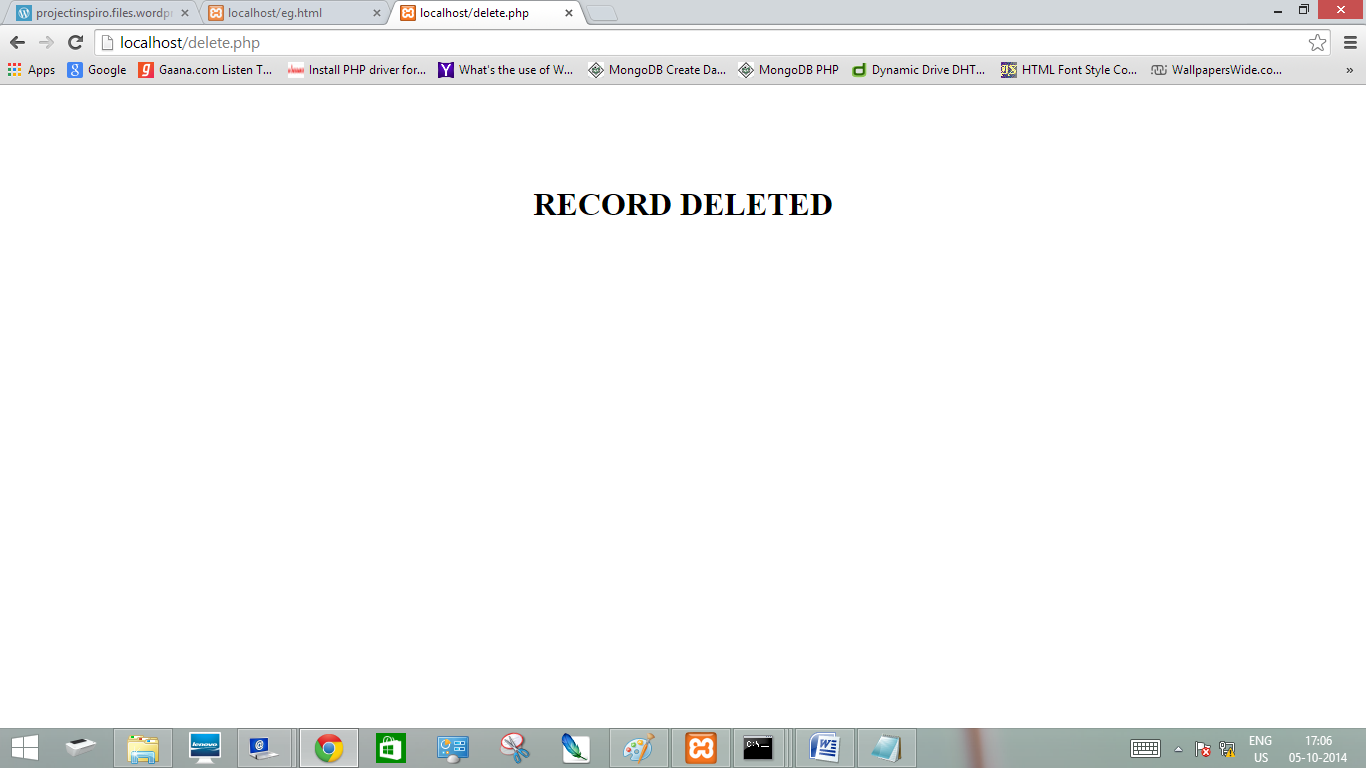 projectinspiro.files.wordpr
localhost/eg.html
localhost/delete.php
localhost/delete.php
Apps
Google
Gaana.com Listen T...
Install PHP driver for...
What's the use of W...
MongoDB Create Da...
MongoDB PHP
Dynamic Drive DHT...
HTML Font Style Co...
WallpapersWide.co...
»
RECORD DELETED
lenovo
ENG
US
17:06
05-10-2014